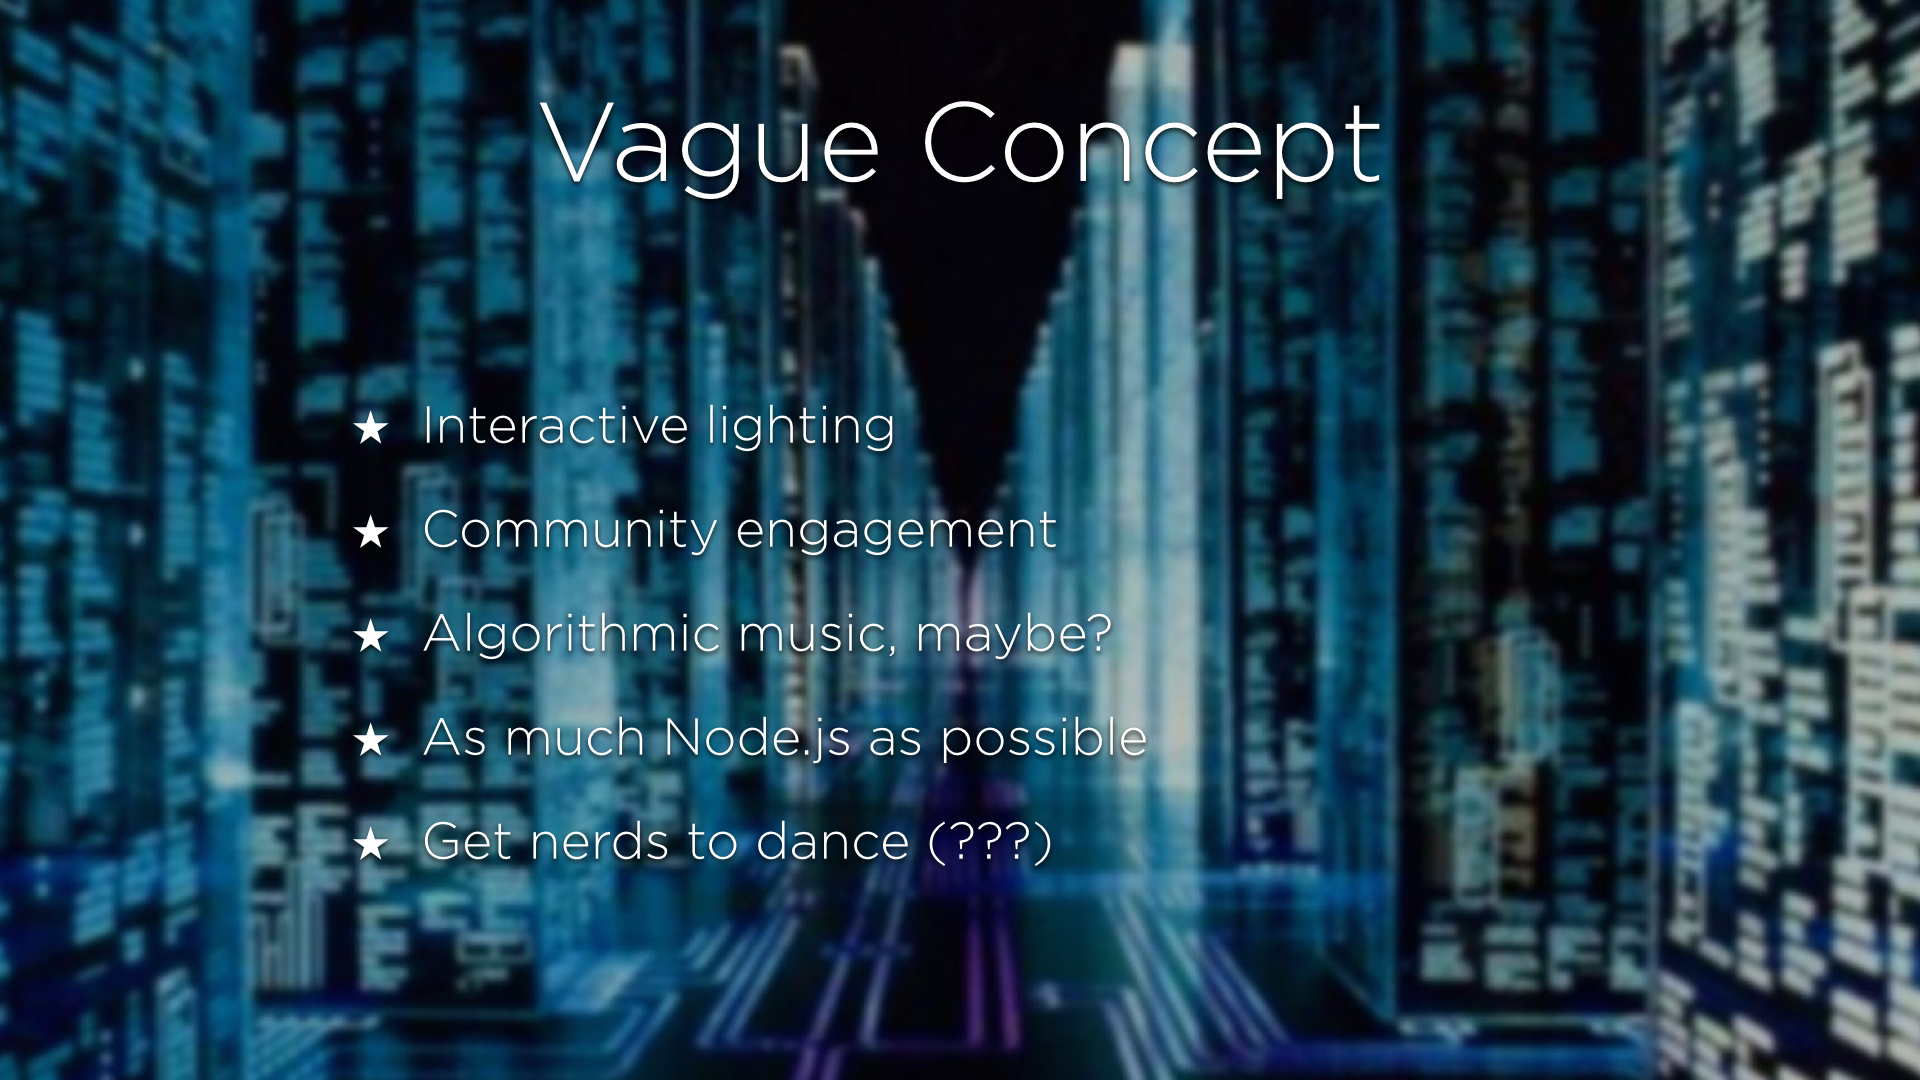 Vague Concept
★ Interactive lighting
★ Community engagement
★ Algorithmic music, maybe?
★ As much Node.js as possible
★ Get nerds to dance (???)